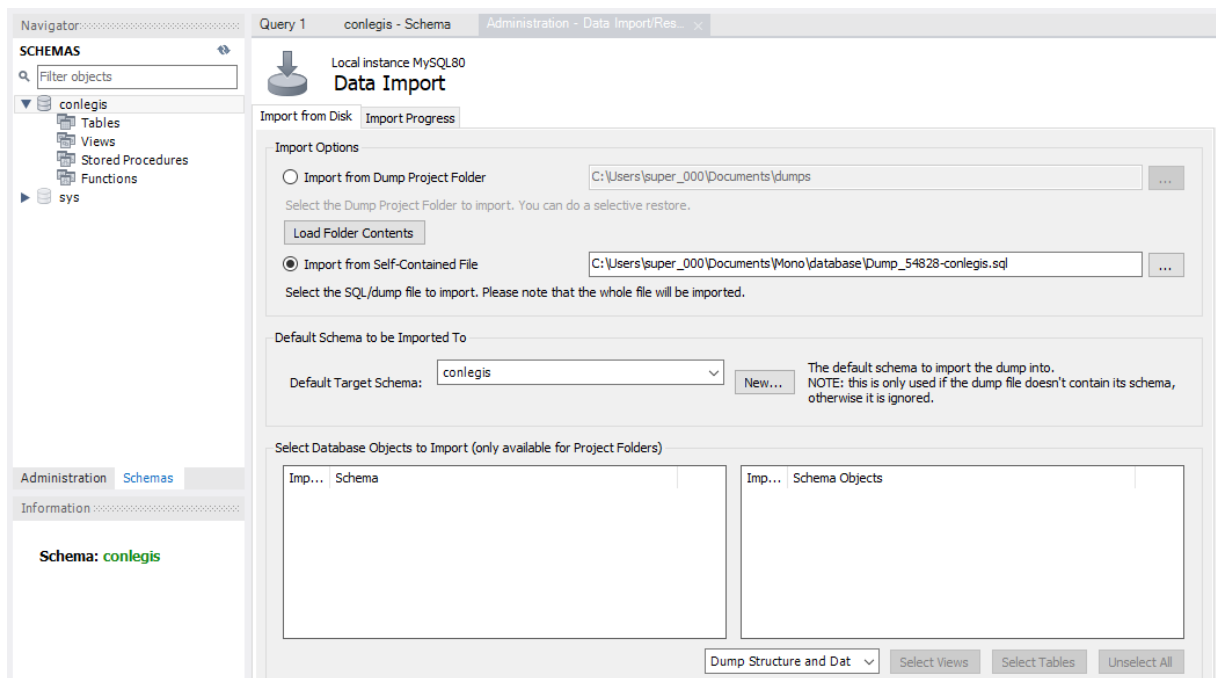 Navigator
SCHEMAS
Filter objects
conlegis
Tables
Views
Stored Procedures
Functions
sys
Administration Schemas
Information
Schema: conlegis
Query 1 conlegis - Schema Administration - Data Import/Res... ×
Local instance MySQL80
Data Import
Import from Disk Import Progress
Import Options
Import from Dump Project Folder C:\Users\super_000\Documents\dumps ...
Select the Dump Project Folder to import. You can do a selective restore.
Load Folder Contents
Import from Self-Contained File C:\Users\super_000\Documents\Mono\database\Dump_54828-conlegis.sql ...
Select the SQL/dump file to import. Please note that the whole file will be imported.
Default Schema to be Imported To
Default Target Schema: conlegis New...
The default schema to import the dump into.
NOTE: this is only used if the dump file doesn't contain its schema,
otherwise it is ignored.
Select Database Objects to Import (only available for Project Folders)
Imp... Schema Imp... Schema Objects
Dump Structure and Dat Select Views Select Tables Unselect All